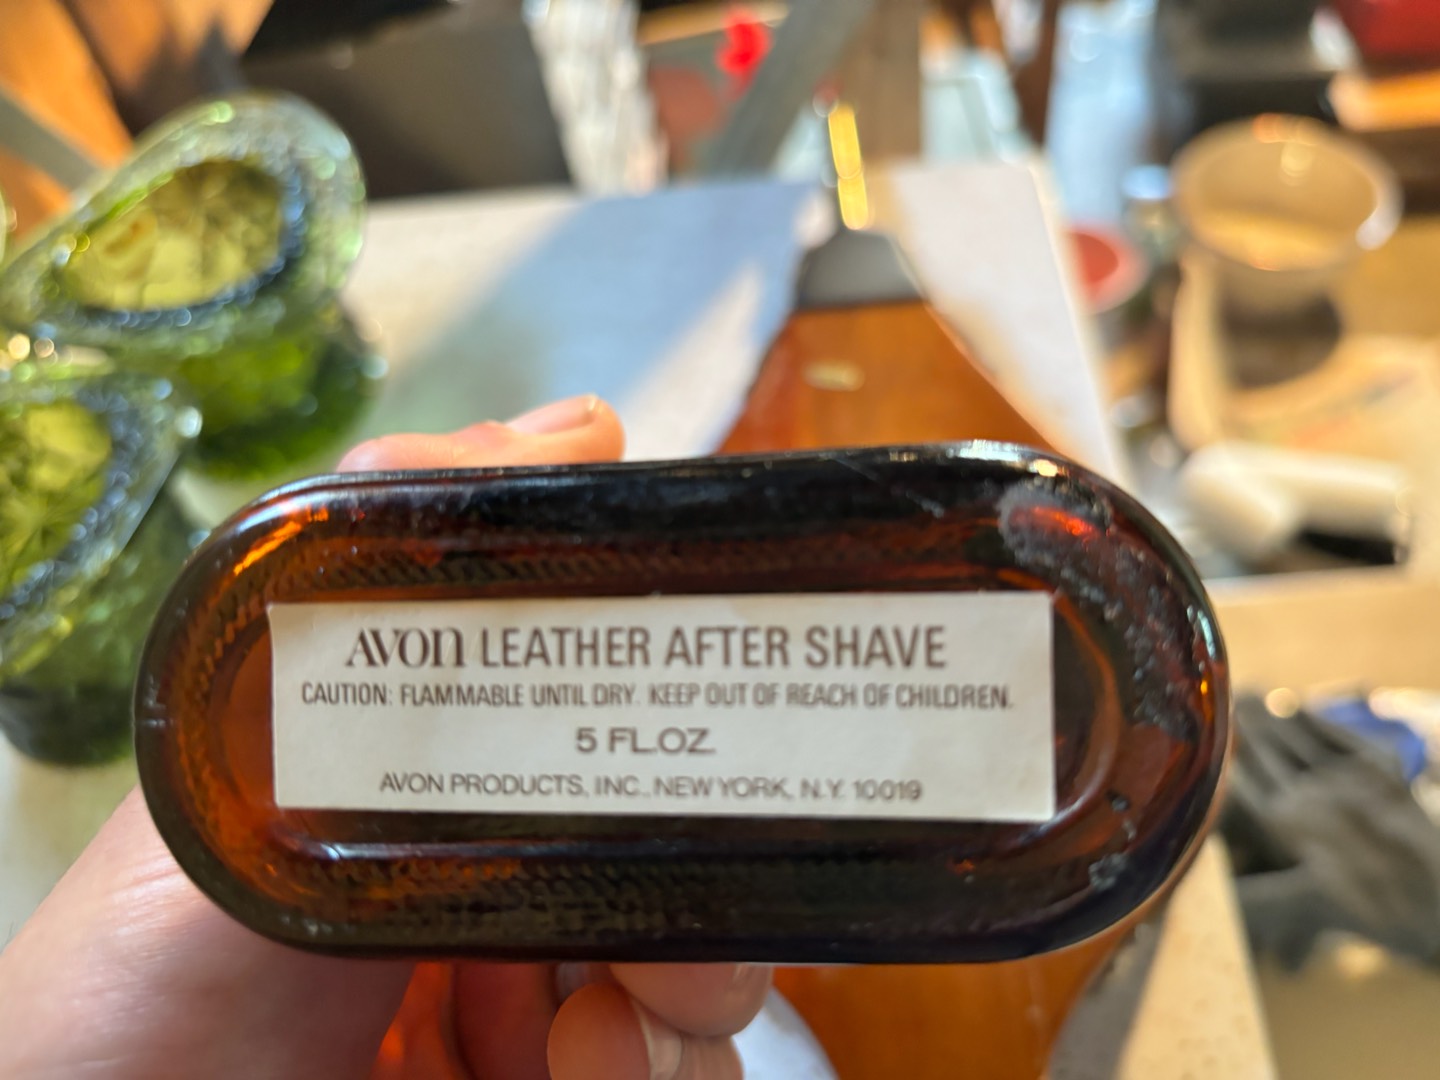 AVON LEATHER AFTER SHAVE
CAUTION: FLAMMABLE UNTIL DRY. KEEP OUT OF REACH OF CHILDREN.
5 FL.OZ.
AVON PRODUCTS, INC., NEW YORK, N.Y. 10019